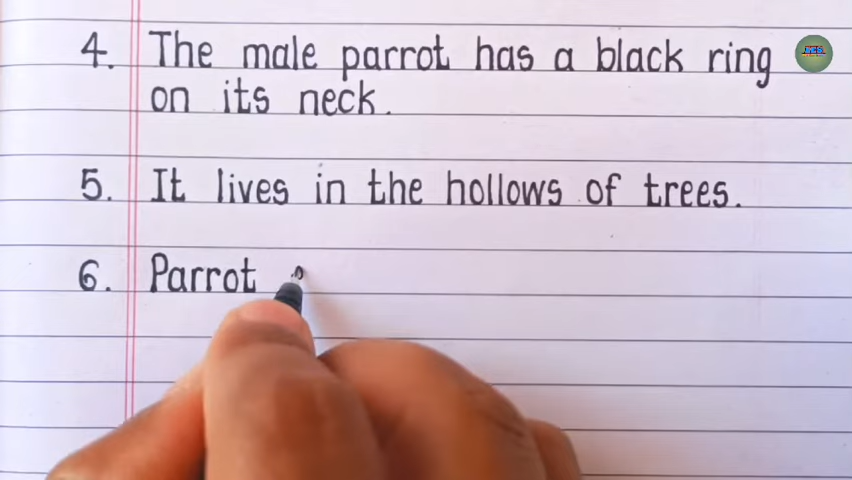 4. The male parrot has a black ring
on its neck.
5. It lives in the hollows of trees.
6. Parrot